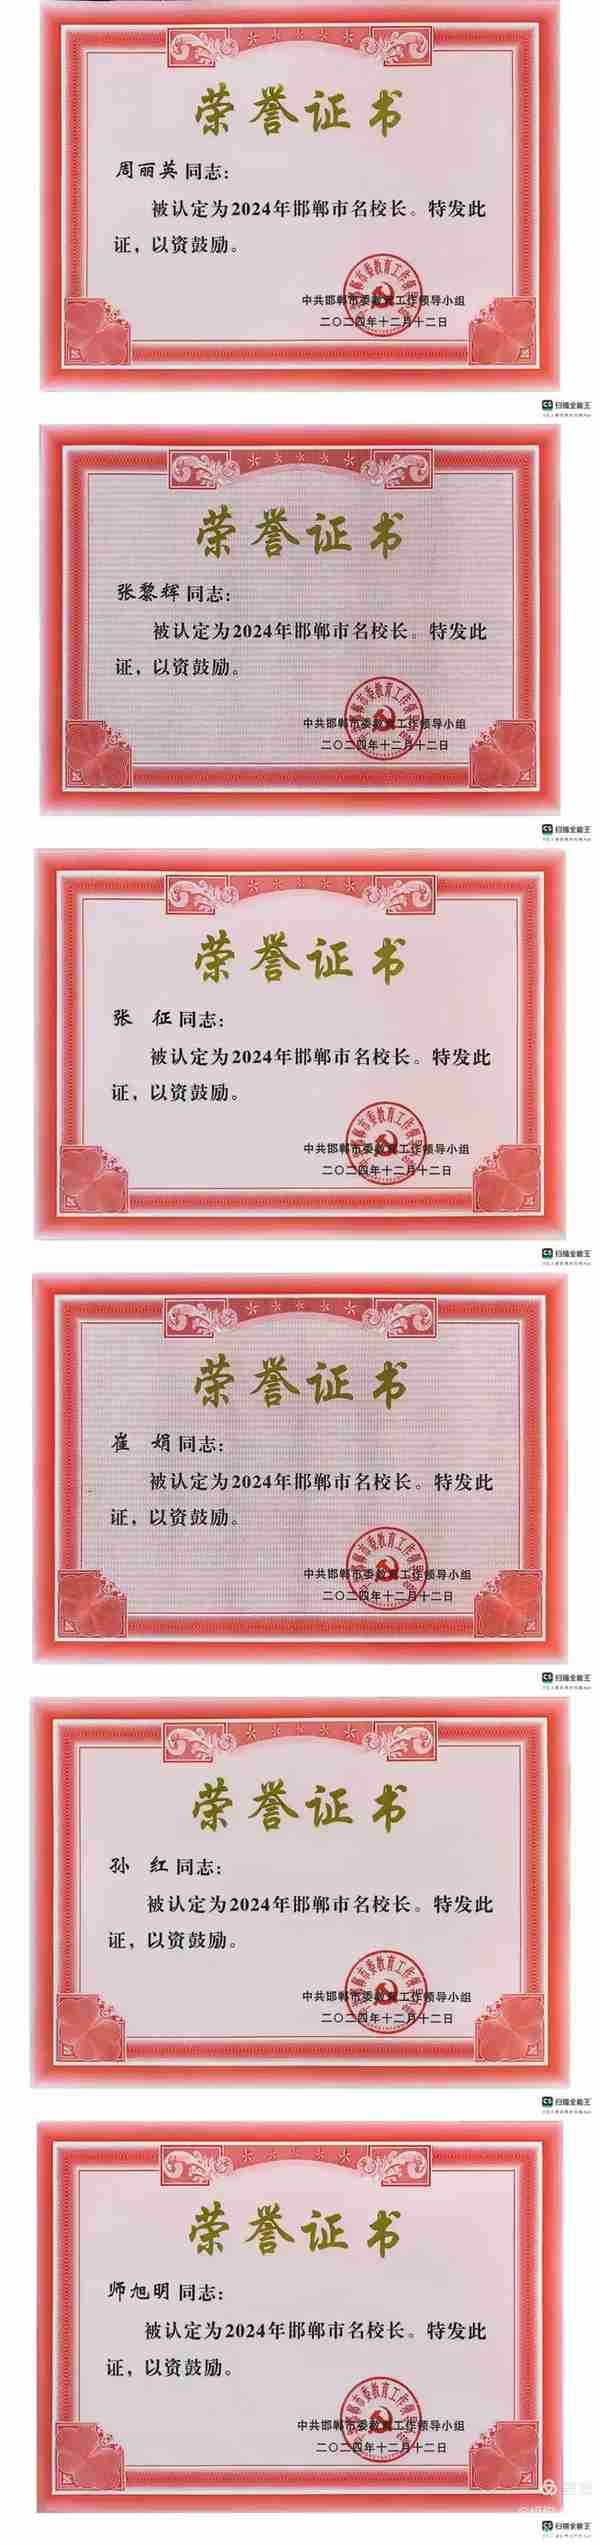 荣誉证书
周丽英同志：
被认定为2024年邯郸市名校长。特发此
证，以资鼓励。
中共邯郸市委教育工作领导小组
二〇二四年十二月十二日
扫描全能王
荣誉证书
张黎辉同志：
被认定为2024年邯郸市名校长。特发此
证，以资鼓励。
中共邯郸市委教育工作领导小组
二〇二四年十二月十二日
扫描全能王
荣誉证书
张 征同志：
被认定为2024年邯郸市名校长。特发此
证，以资鼓励。
中共邯郸市委教育工作领导小组
二〇二四年十二月十二日
扫描全能王
荣誉证书
崔 娟同志：
被认定为2024年邯郸市名校长。特发此
证，以资鼓励。
中共邯郸市委教育工作领导小组
二〇二四年十二月十二日
扫描全能王
荣誉证书
孙 红同志：
被认定为2024年邯郸市名校长。特发此
证，以资鼓励。
中共邯郸市委教育工作领导小组
二〇二四年十二月十二日
扫描全能王
荣誉证书
师旭明同志：
被认定为2024年邯郸市名校长。特发此
证，以资鼓励。
中共邯郸市委教育工作领导小组
二〇二四年十二月十二日
扫描全能王